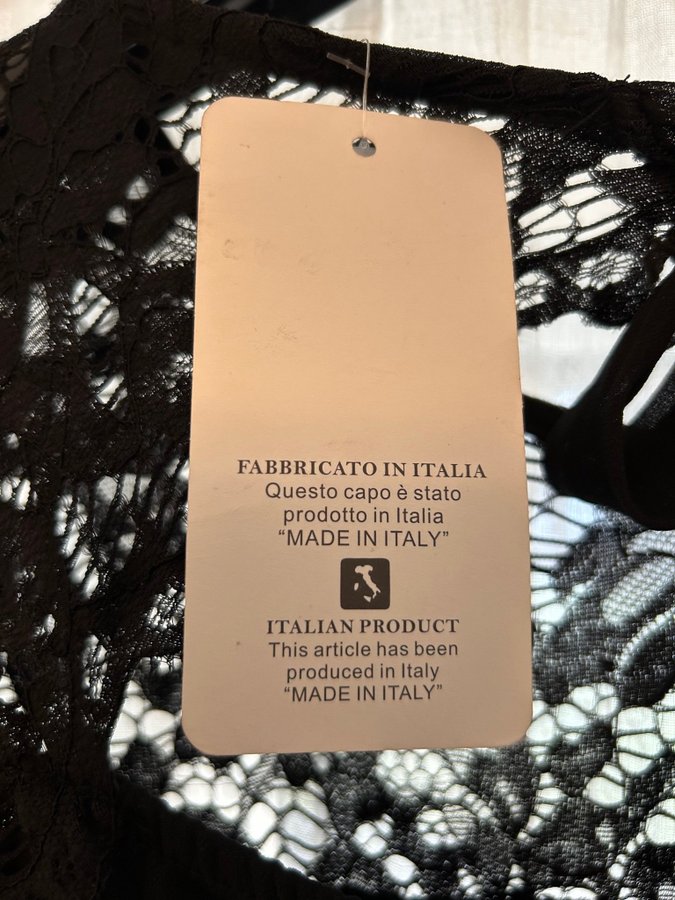 FABBRICATO IN ITALIA
Questo capo è stato
prodotto in Italia
“MADE IN ITALY”
ITALIAN PRODUCT
This article has been
produced in Italy
“MADE IN ITALY”